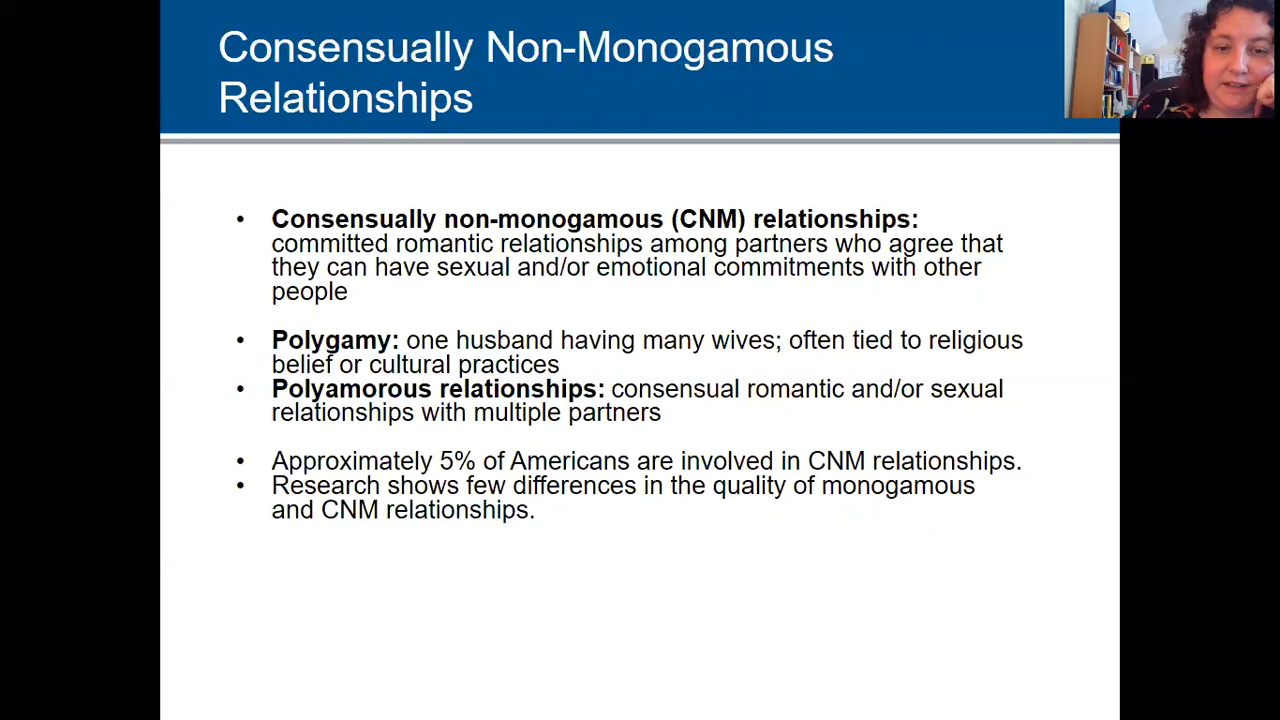 Consensually Non-Monogamous
Relationships
• Consensually non-monogamous (CNM) relationships:
committed romantic relationships among partners who agree that
they can have sexual and/or emotional commitments with other
people
• Polygamy: one husband having many wives; often tied to religious
belief or cultural practices
• Polyamorous relationships: consensual romantic and/or sexual
relationships with multiple partners
• Approximately 5% of Americans are involved in CNM relationships.
• Research shows few differences in the quality of monogamous
and CNM relationships.